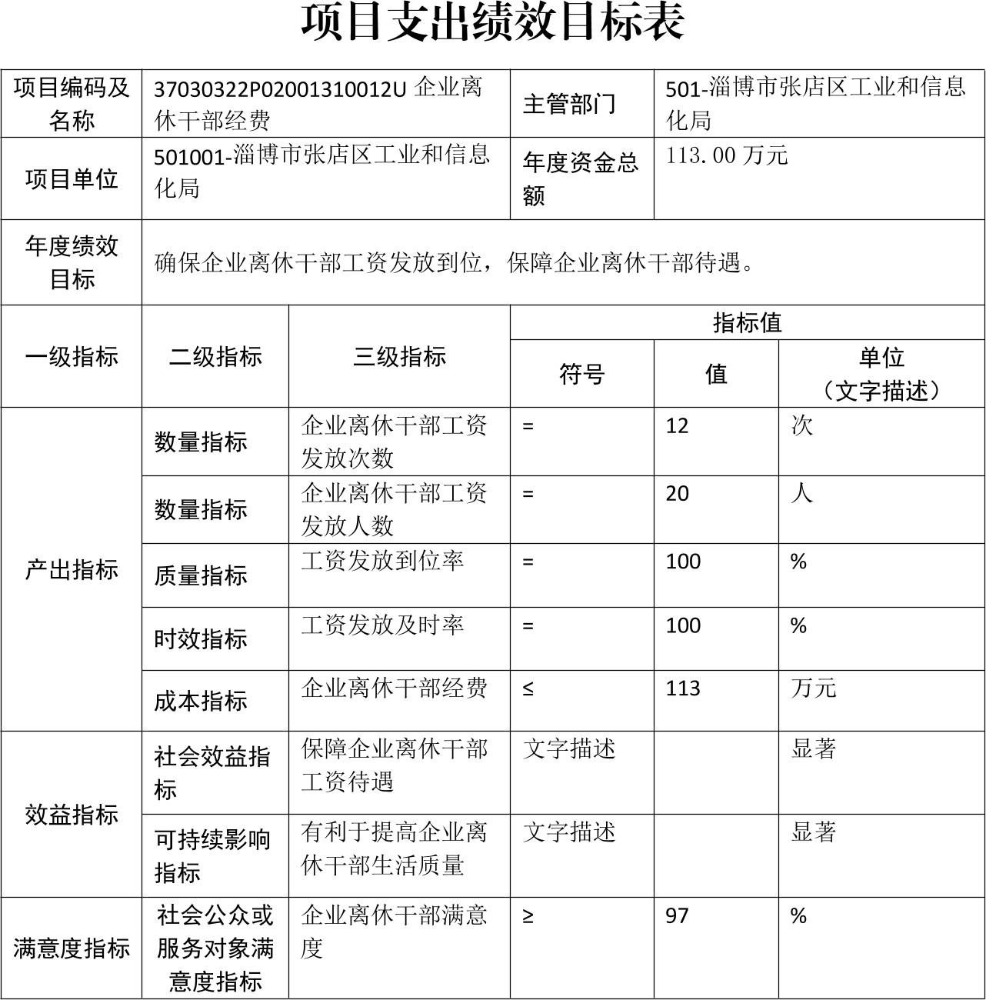 项目支出绩效目标表
项目编码及
名称
37030322P02001310012U 企业离
休干部经费
主管部门
501-淄博市张店区工业和信息
化局
项目单位
501001-淄博市张店区工业和信息
化局
年度资金总
额
113.00 万元
年度绩效
目标
确保企业离休干部工资发放到位，保障企业离休干部待遇。
一级指标
二级指标
三级指标
指标值
符号
值
单位
（文字描述）
产出指标
数量指标
企业离休干部工资
发放次数
=
12
次
数量指标
企业离休干部工资
发放人数
=
20
人
质量指标
工资发放到位率
=
100
%
时效指标
工资发放及时率
=
100
%
成本指标
企业离休干部经费
≤
113
万元
效益指标
社会效益指
标
保障企业离休干部
工资待遇
文字描述
显著
可持续影响
指标
有利于提高企业离
休干部生活质量
文字描述
显著
满意度指标
社会公众或
服务对象满
意度指标
企业离休干部满意
度
≥
97
%